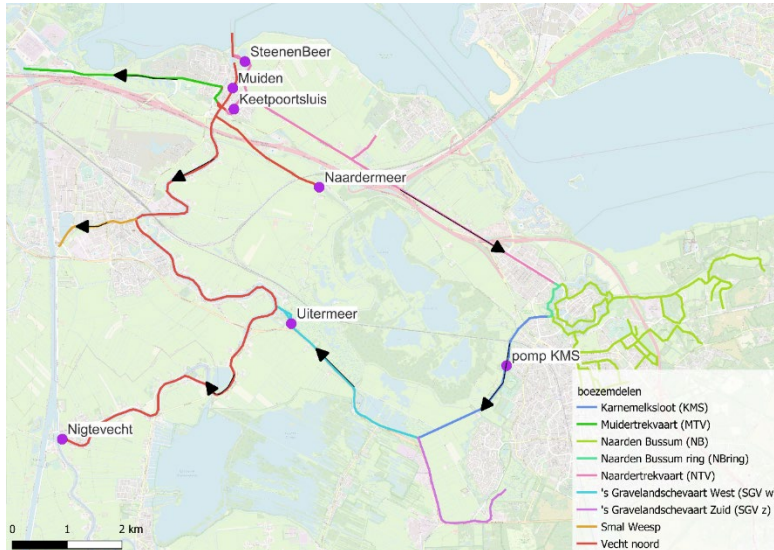 SteenenBeer
Muiden
Keetpoortsluis
Naardermeer
Uitermeer
pomp KMS
Nigtevecht
boezemdelen
Karnemelksloot (KMS)
Muidertrekvaart (MTV)
Naarden Bussum (NB)
Naarden Bussum ring (NBring)
Naardertrekvaart (NTV)
's Gravelandschevaart West (SGV w
's Gravelandschevaart Zuid (SGV z)
Smal Weesp
Vecht noord
0 1 2 km